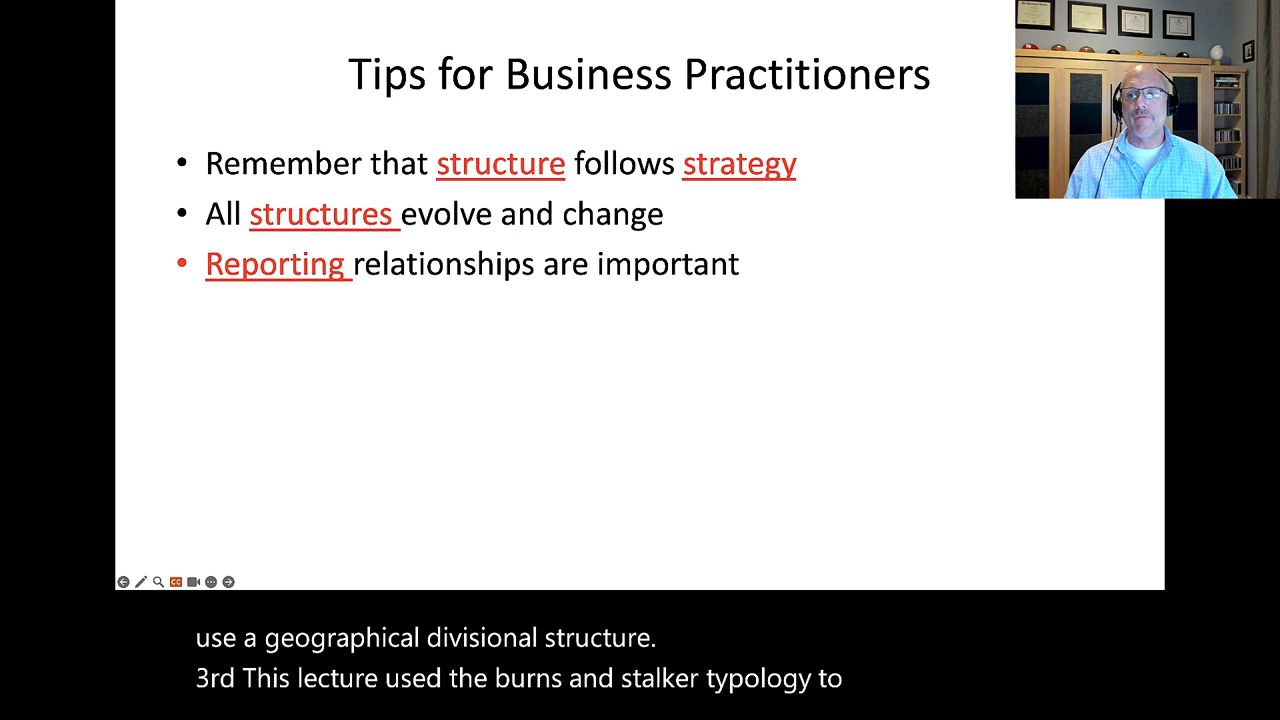 Tips for Business Practitioners
• Remember that structure follows strategy
• All structures evolve and change
• Reporting relationships are important
CC
use a geographical divisional structure.
3rd This lecture used the burns and stalker typology to